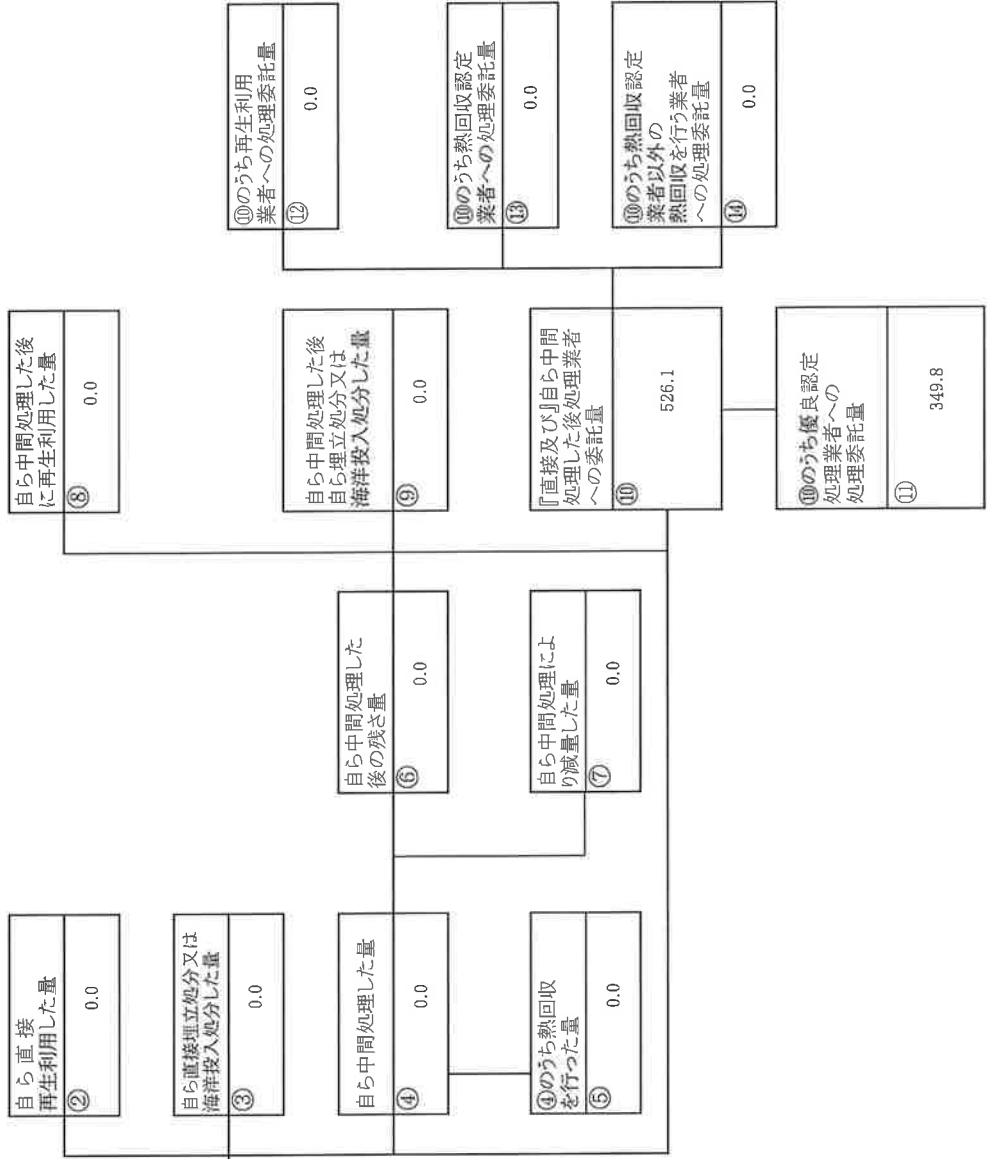 自ら直接
再生利用した量
②
0.0
自ら直接埋立処分又は
海洋投入処分した量
③
0.0
自ら中間処理した量
④
0.0
④のうち熱回収
を行った量
⑤
0.0
自ら中間処理した
後の残さ量
⑥
0.0
自ら中間処理によ
り減量した量
⑦
0.0
自ら中間処理した後
に再生利用した量
⑧
0.0
自ら中間処理した後
自ら埋立処分又は
海洋投入処分した量
⑨
0.0
『直接及び』自ら中間
処理した後処理業者
への委託量
⑩
526.1
⑩のうち優良認定
処理業者への
処理委託量
⑪
349.8
⑩のうち再生利用
業者への処理委託量
⑫
0.0
⑩のうち熱回収認定
業者への処理委託量
⑬
0.0
⑩のうち熱回収認定
業者以外の
熱回収を行う業者
への処理委託量
⑭
0.0